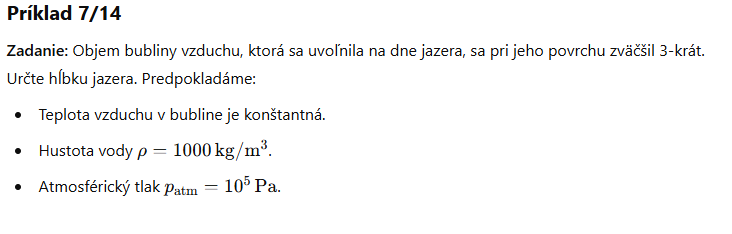 Príklad 7/14
Zadanie: Objem bubliny vzduchu, ktorá sa uvoľnila na dne jazera, sa pri jeho povrchu zväčšil 3-krát.
Určte hĺbku jazera. Predpokladáme:
• Teplota vzduchu v bubline je konštantná.
• Hustota vody ρ = 1000 kg/m³.
• Atmosférický tlak pₐₜₘ = 10⁵ Pa.